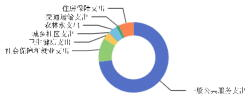 住房保障支出
交通运输支出
农林水支出
城乡社区支出
卫生健康支出
社会保障和就业支出
一般公共服务支出